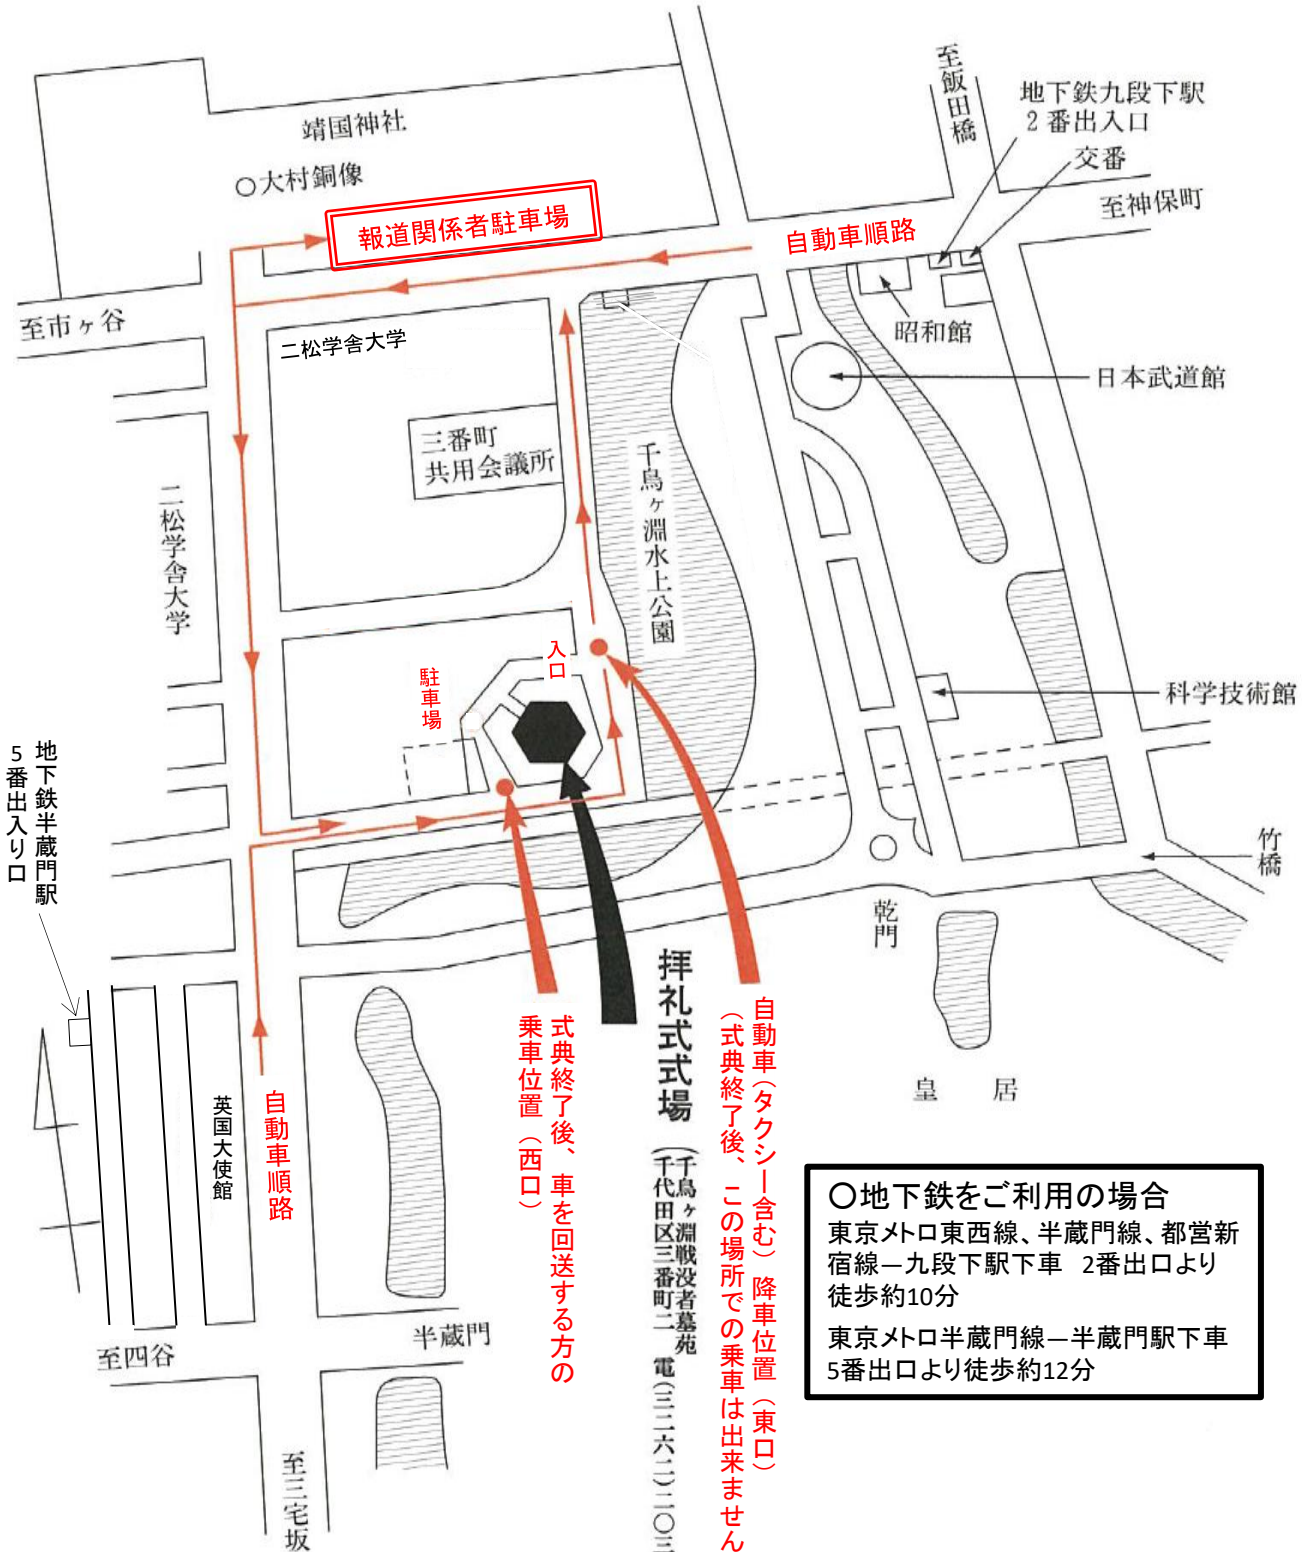 靖国神社
○大村銅像
報道関係者駐車場
至飯田橋
地下鉄九段下駅
2番出入口
交番
至神保町
自動車順路
至市ヶ谷
二松学舎大学
昭和館
日本武道館
三番町
共用会議所
千鳥ヶ淵水上公園
二松学舎大学
入口
駐車場
科学技術館
地下鉄半蔵門駅
5番出入り口
竹橋
乾門
皇居
拝礼式式場
(千鳥ヶ淵戦没者墓苑
千代田区三番町二 電(三二六二)二〇三
自動車(タクシー含む)降車位置(東口)
(式典終了後、この場所での乗車は出来ません
式典終了後、車を回送する方の
乗車位置(西口)
自動車順路
英国大使館
至四谷
半蔵門
至三宅坂
○地下鉄をご利用の場合
東京メトロ東西線、半蔵門線、都営新
宿線―九段下駅下車 2番出口より
徒歩約10分
東京メトロ半蔵門線―半蔵門駅下車
5番出口より徒歩約12分